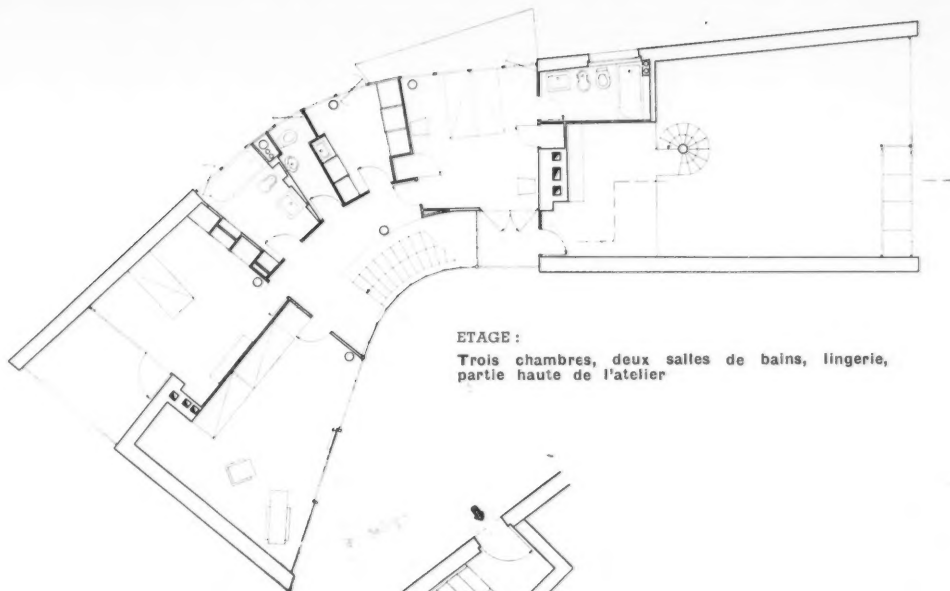 ETAGE :
Trois chambres, deux salles de bains, lingerie,
partie haute de l'atelier